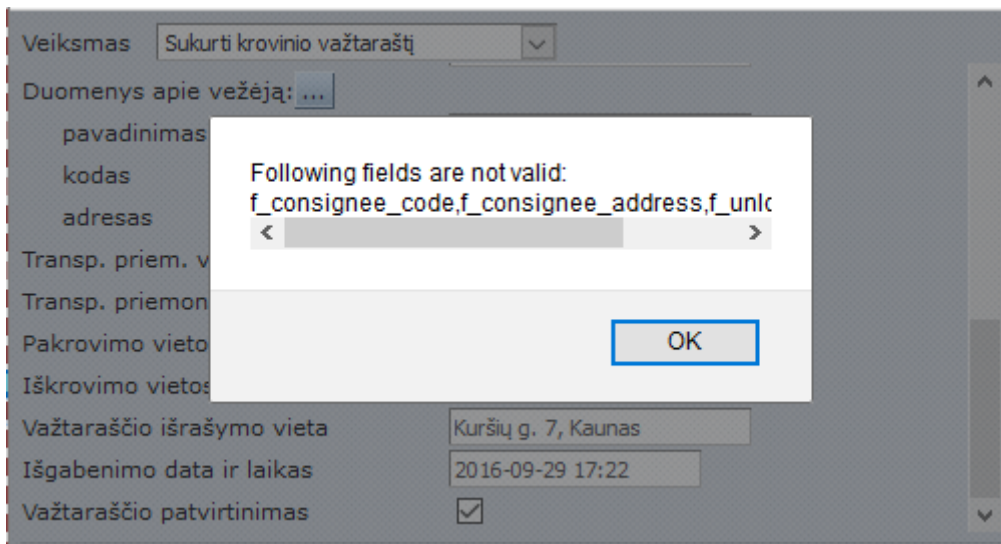 Veiksmas Sukurti krovinio važtaraštį
Duomenys apie vežėją: ...
pavadinimas
kodas
adresas
Transp. priem. v
Transp. priemon
Pakrovimo vieto
Iškrovimo vietos
Following fields are not valid:
f_consignee_code,f_consignee_address,f_unlo
OK
Važtaraščio išrašymo vieta Kuršių g. 7, Kaunas
Išgabenimo data ir laikas 2016-09-29 17:22
Važtaraščio patvirtinimas